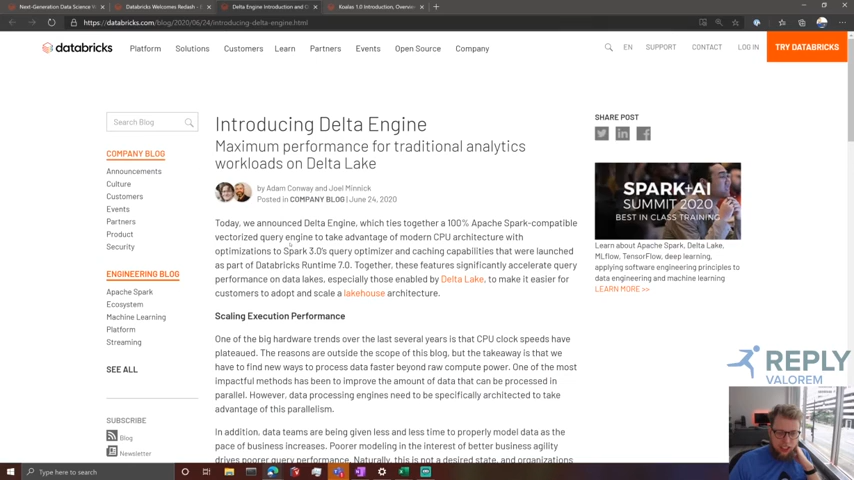 Next-Generation Data Science W
Databricks Welcomes Redash -
Delta Engine Introduction and O
Koalas 1.0 Introduction, Overview
https://databricks.com/blog/2020/06/24/introducing-delta-engine.html
databricks
Platform Solutions Customers Learn Partners Events Open Source Company
EN SUPPORT CONTACT LOG IN TRY DATABRICKS
Search Blog
COMPANY BLOG
Announcements
Culture
Customers
Events
Partners
Product
Security
ENGINEERING BLOG
Apache Spark
Ecosystem
Machine Learning
Platform
Streaming
SEE ALL
SUBSCRIBE
Blog
Newsletter
Introducing Delta Engine
Maximum performance for traditional analytics
workloads on Delta Lake
by Adam Conway and Joel Minnick
Posted in COMPANY BLOG | June 24, 2020
Today, we announced Delta Engine, which ties together a 100% Apache Spark-compatible
vectorized query engine to take advantage of modern CPU architecture with
optimizations to Spark 3.0's query optimizer and caching capabilities that were launched
as part of Databricks Runtime 7.0. Together, these features significantly accelerate query
performance on data lakes, especially those enabled by Delta Lake, to make it easier for
customers to adopt and scale a lakehouse architecture.
Scaling Execution Performance
One of the big hardware trends over the last several years is that CPU clock speeds have
plateaued. The reasons are outside the scope of this blog, but the takeaway is that we
have to find new ways to process data faster beyond raw compute power. One of the most
impactful methods has been to improve the amount of data that can be processed in
parallel. However, data processing engines need to be specifically architected to take
advantage of this parallelism.
In addition, data teams are being given less and less time to properly model data as the
pace of business increases. Poorer modeling in the interest of better business agility
drives poorer query performance. Naturally, this is not a desired state, and organizations
SHARE POST
SPARK+AI
SUMMIT 2020
BEST IN CLASS TRAINING
Learn about Apache Spark, Delta Lake,
MLflow, TensorFlow, deep learning,
applying software engineering principles to
data engineering and machine learning
LEARN MORE >>
REPLY
VALOREM
Type here to search